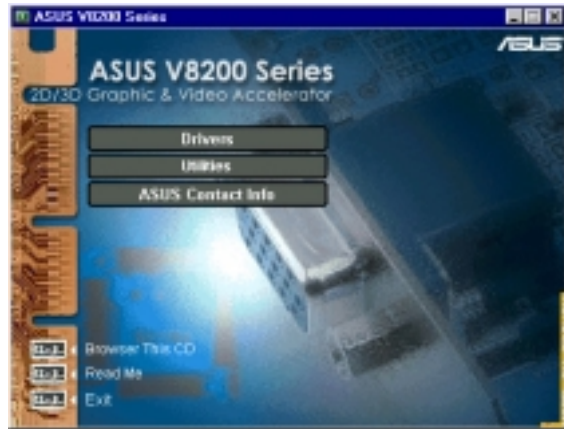 ASUS V8200 Series
ASUS
ASUS V8200 Series
2D/3D Graphic & Video Accelerator
Drivers
Utilities
ASUS Contact Info
Browser This CD
Read Me
Exit